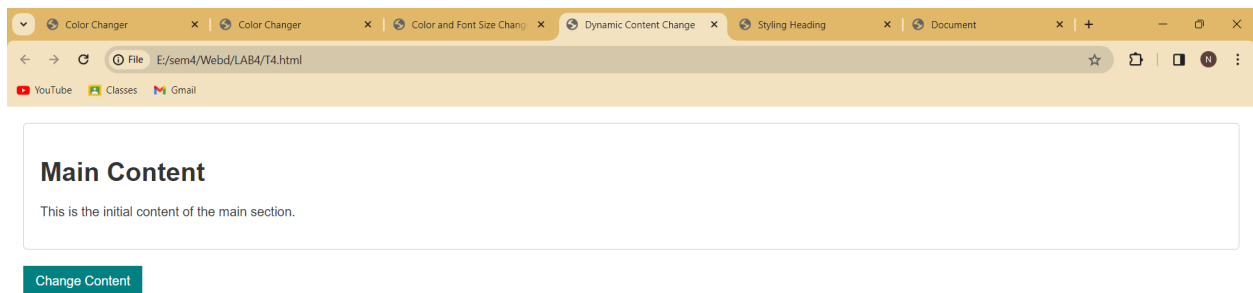 Color Changer
Color Changer
Color and Font Size Chang
Dynamic Content Change
Styling Heading
Document
File E:/sem4/Webd/LAB4/T4.html
N
YouTube Classes Gmail
Main Content
This is the initial content of the main section.
Change Content